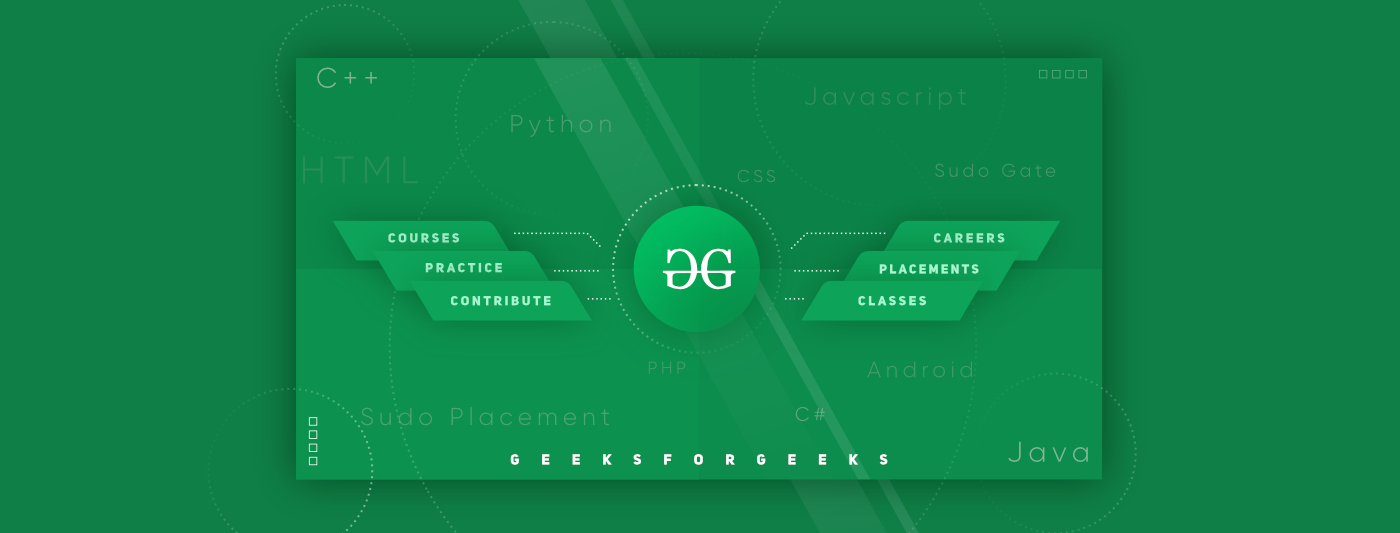 C++
Javascript
Python
HTML
CSS
Sudo Gate
COURSES
PRACTICE
CONTRIBUTE
GG
CAREERS
PLACEMENTS
CLASSES
PHP
Android
Sudo Placement
C#
Java
GEEKSFORGEEKS